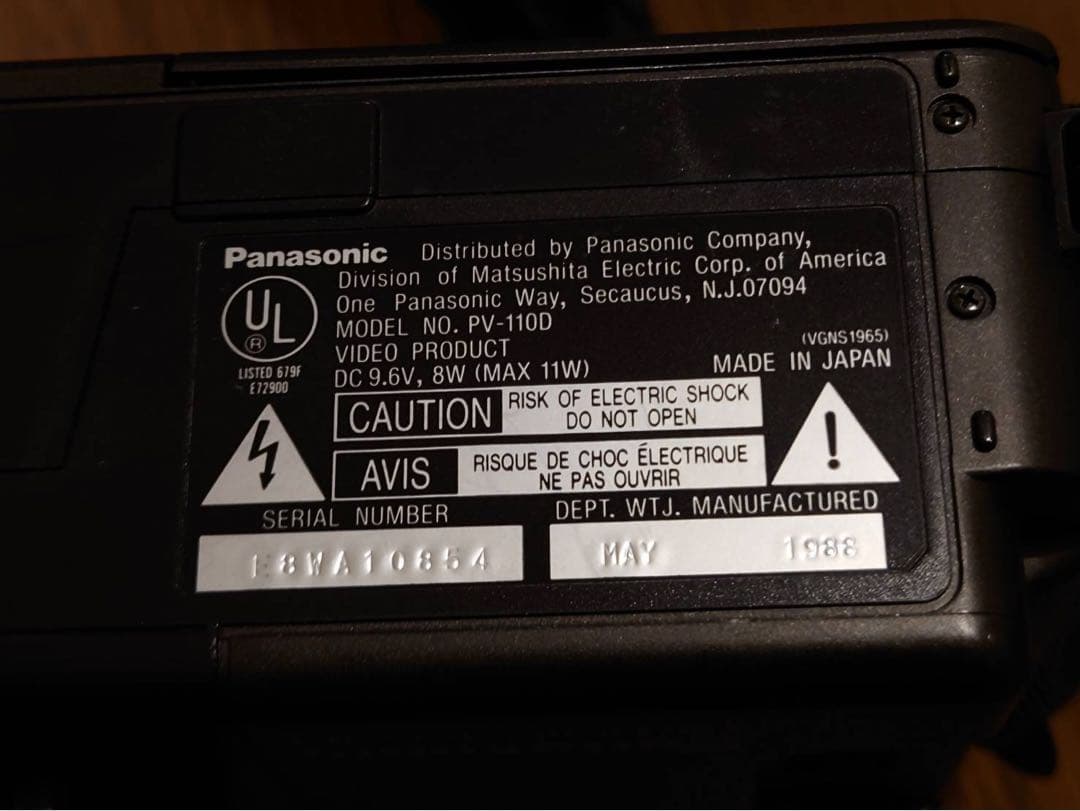 Panasonic Distributed by Panasonic Company,
Division of Matsushita Electric Corp. of America
One Panasonic Way, Secaucus, N.J.07094
UL
®
LISTED 679F
E72900
MODEL NO. PV-110D
VIDEO PRODUCT (VGNS1965)
DC 9.6V, 8W (MAX 11W) MADE IN JAPAN
CAUTION RISK OF ELECTRIC SHOCK
DO NOT OPEN
AVIS RISQUE DE CHOC ÉLECTRIQUE
NE PAS OUVRIR
SERIAL NUMBER DEPT. WTJ. MANUFACTURED
E8WA10854 MAY 1988